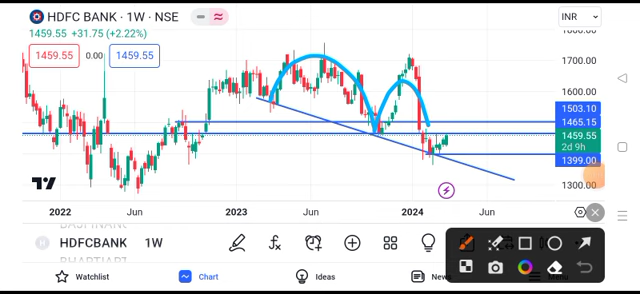 HDFC BANK · 1W · NSE
INR
1459.55 +31.75 (+2.22%)
1459.55 0.00 1459.55
1700.00
1600.00
1503.10
1465.15
1459.55
2d 9h
1399.00
1300.00
2022 Jun 2023 Jun 2024 Jun
HDFCBANK 1W
Watchlist Chart Ideas News Menu